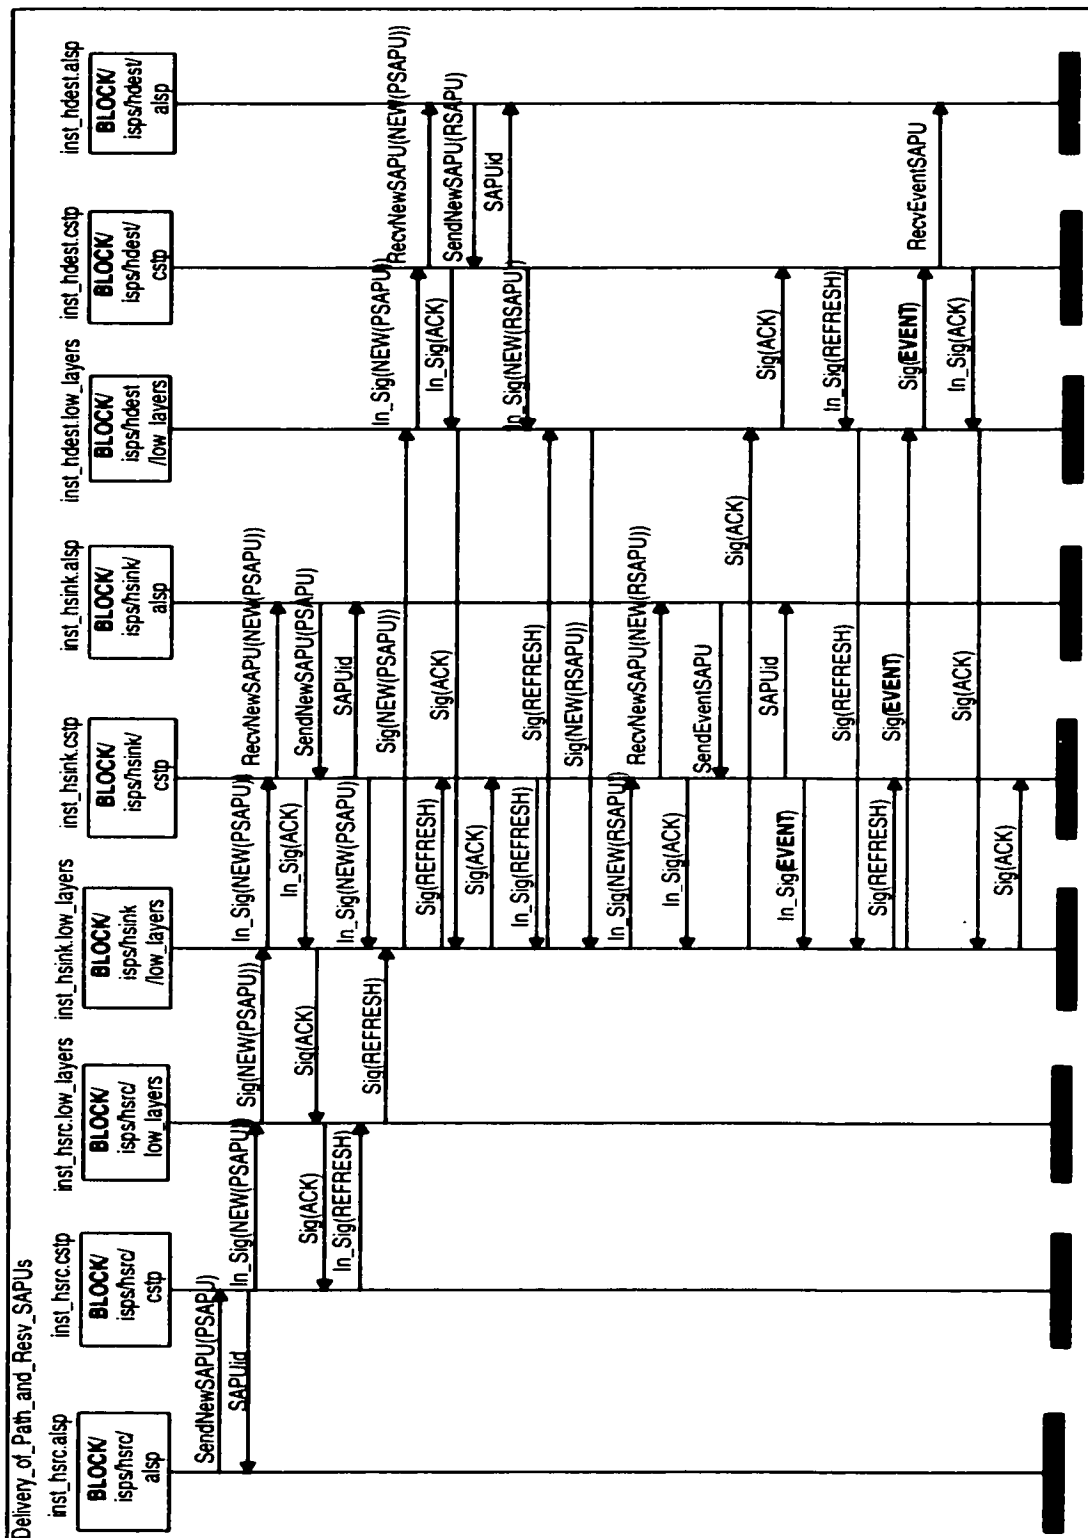 Delivery_of_Path_and_Resv_SAPUs
inst_hsrc.alsp
BLOCK/
isps/hsrc/
alsp
inst_hsrc.cstp
BLOCK/
isps/hsrc/
cstp
inst_hsrc.low_layers
BLOCK/
isps/hsrc/
low_layers
inst_hsink.low_layers
BLOCK/
isps/hsink
/low_layers
inst_hsink.cstp
BLOCK/
isps/hsink/
cstp
inst_hsink.alsp
BLOCK/
isps/hsink/
alsp
inst_hdest.low_layers
BLOCK/
isps/hdest
/low_layers
inst_hdest.cstp
BLOCK/
isps/hdest/
cstp
inst_hdest.alsp
BLOCK/
isps/hdest/
alsp
SendNewSAPU(PSAPU)
SAPUid
In_Sig(NEW(PSAPU))
Sig(ACK)
In_Sig(REFRESH)
Sig(NEW(PSAPU))
Sig(ACK)
Sig(REFRESH)
In_Sig(NEW(PSAPU))
In_Sig(ACK)
In_Sig(NEW(PSAPU))
Sig(REFRESH)
Sig(ACK)
In_Sig(REFRESH)
In_Sig(NEW(RSAPU))
In_Sig(ACK)
In_Sig(EVENT)
Sig(REFRESH)
Sig(ACK)
RecvNewSAPU(NEW(PSAPU))
SendNewSAPU(PSAPU)
SAPUid
Sig(NEW(PSAPU))
Sig(ACK)
Sig(REFRESH)
Sig(NEW(RSAPU))
RecvNewSAPU(NEW(RSAPU))
SendEventSAPU
Sig(ACK)
SAPUid
Sig(REFRESH)
Sig(EVENT)
Sig(ACK)
In_Sig(NEW(PSAPU))
In_Sig(ACK)
In_Sig(NEW(RSAPU))
Sig(ACK)
In_Sig(REFRESH)
Sig(EVENT)
In_Sig(ACK)
RecvNewSAPU(NEW(PSAPU))
SendNewSAPU(RSAPU)
SAPUid
RecvEventSAPU